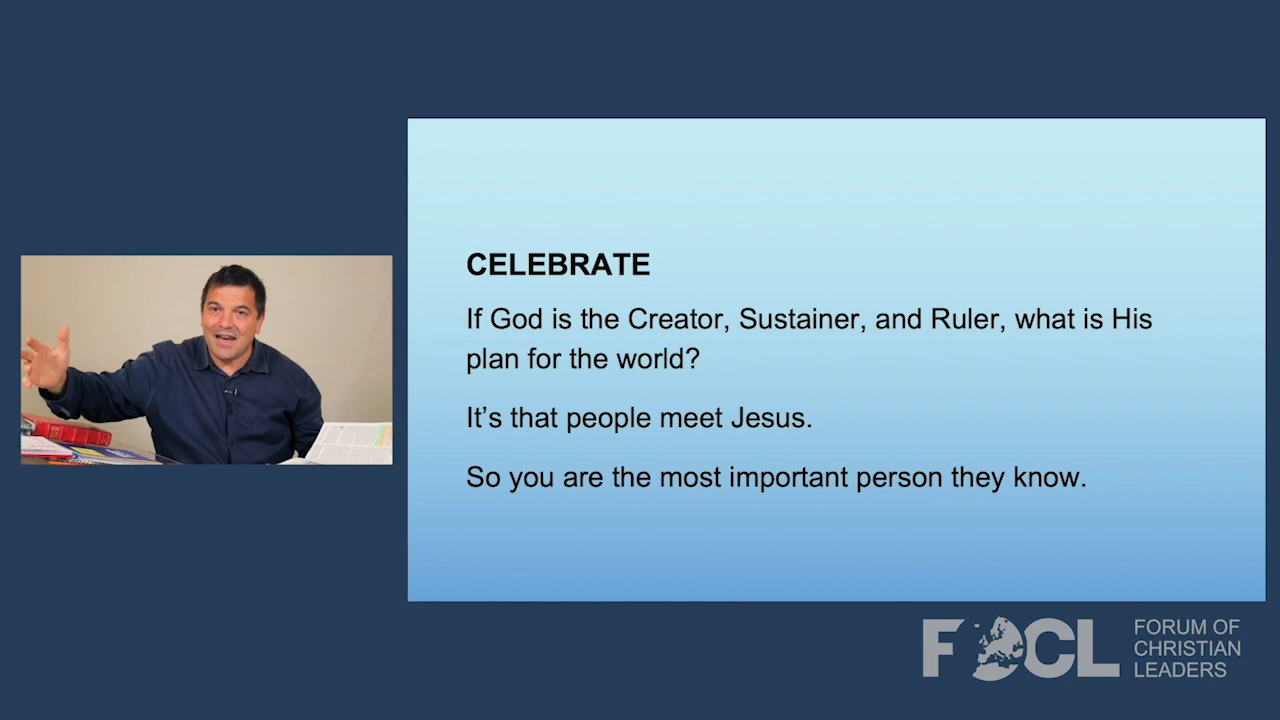 CELEBRATE
If God is the Creator, Sustainer, and Ruler, what is His
plan for the world?
It’s that people meet Jesus.
So you are the most important person they know.
FOCL
FORUM OF
CHRISTIAN
LEADERS